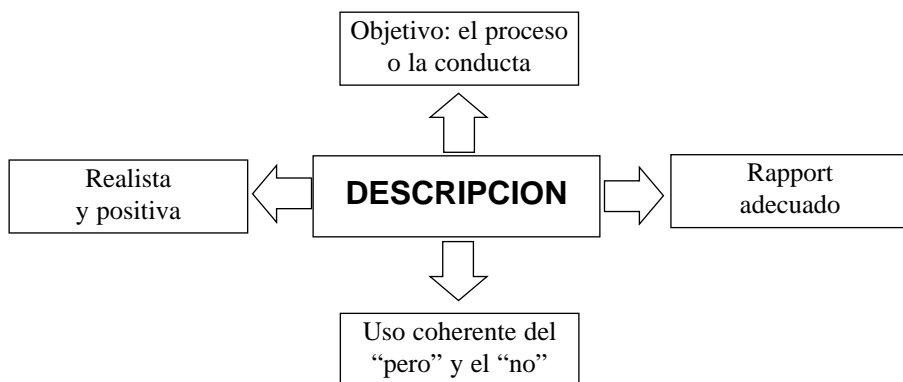 Objetivo: el proceso
o la conducta
Realista
y positiva
DESCRIPCION
Rapport
adecuado
Uso coherente del
“pero” y el “no”